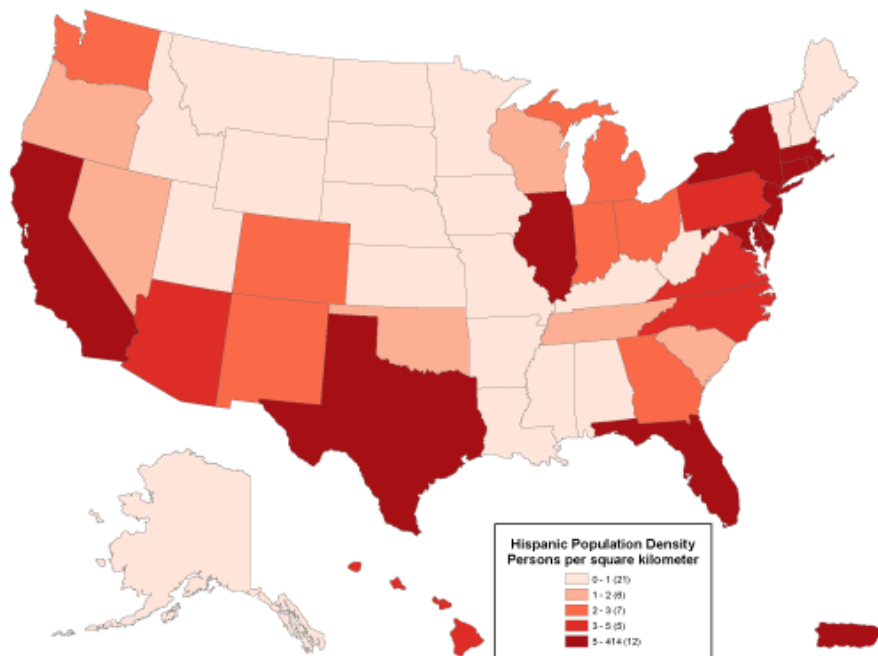 Hispanic Population Density
Persons per square kilometer
0 - 1 (21)
1 - 2 (6)
2 - 3 (7)
3 - 5 (5)
5 - 414 (12)